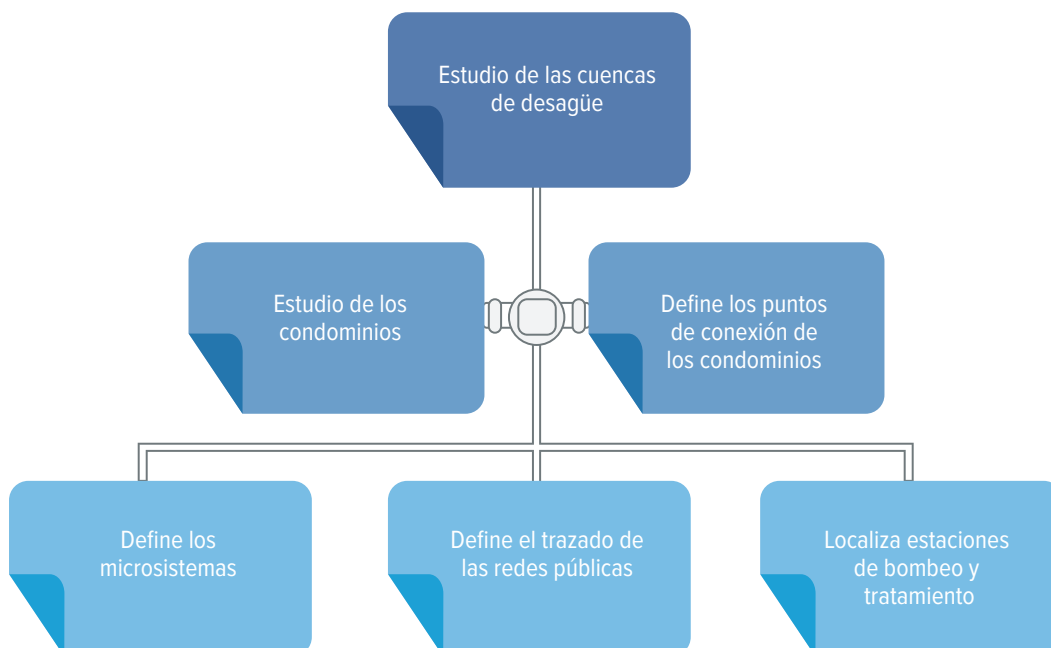 Estudio de las cuencas
de desagüe
Estudio de los
condominios
Define los puntos
de conexión de
los condominios
Define los
microsistemas
Define el trazado de
las redes públicas
Localiza estaciones
de bombeo y
tratamiento